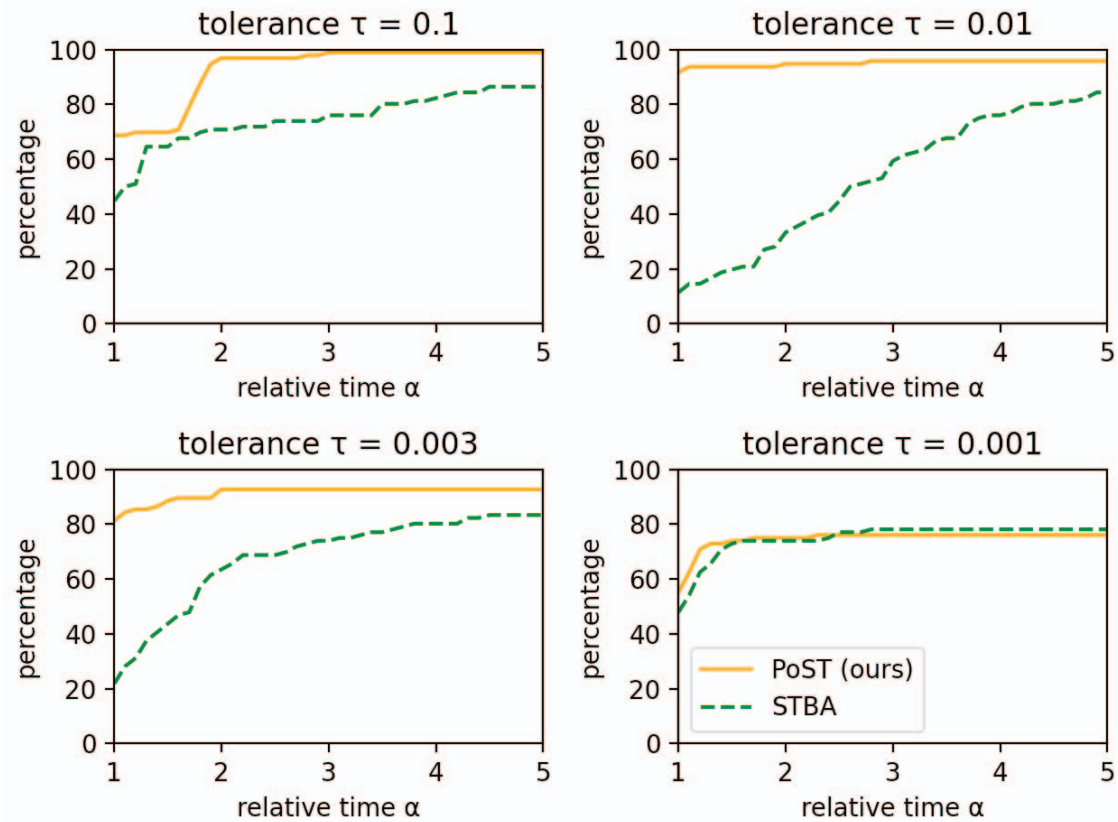 tolerance τ = 0.1
100
80
60
40
20
0
percentage
1 2 3 4 5
relative time α
tolerance τ = 0.01
100
80
60
40
20
0
percentage
1 2 3 4 5
relative time α
tolerance τ = 0.003
100
80
60
40
20
0
percentage
1 2 3 4 5
relative time α
tolerance τ = 0.001
100
80
60
40
20
0
percentage
PoST (ours)
STBA
1 2 3 4 5
relative time α